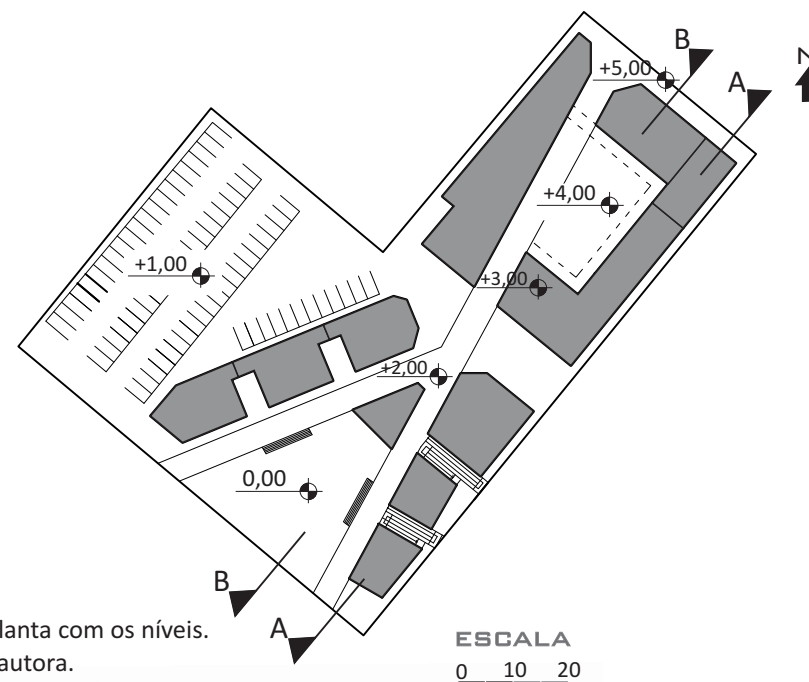 B
+5,00
A
N
+4,00
+1,00
+3,00
+2,00
0,00
B
A
com os níveis.
autora.
ESCALA
0 10 20